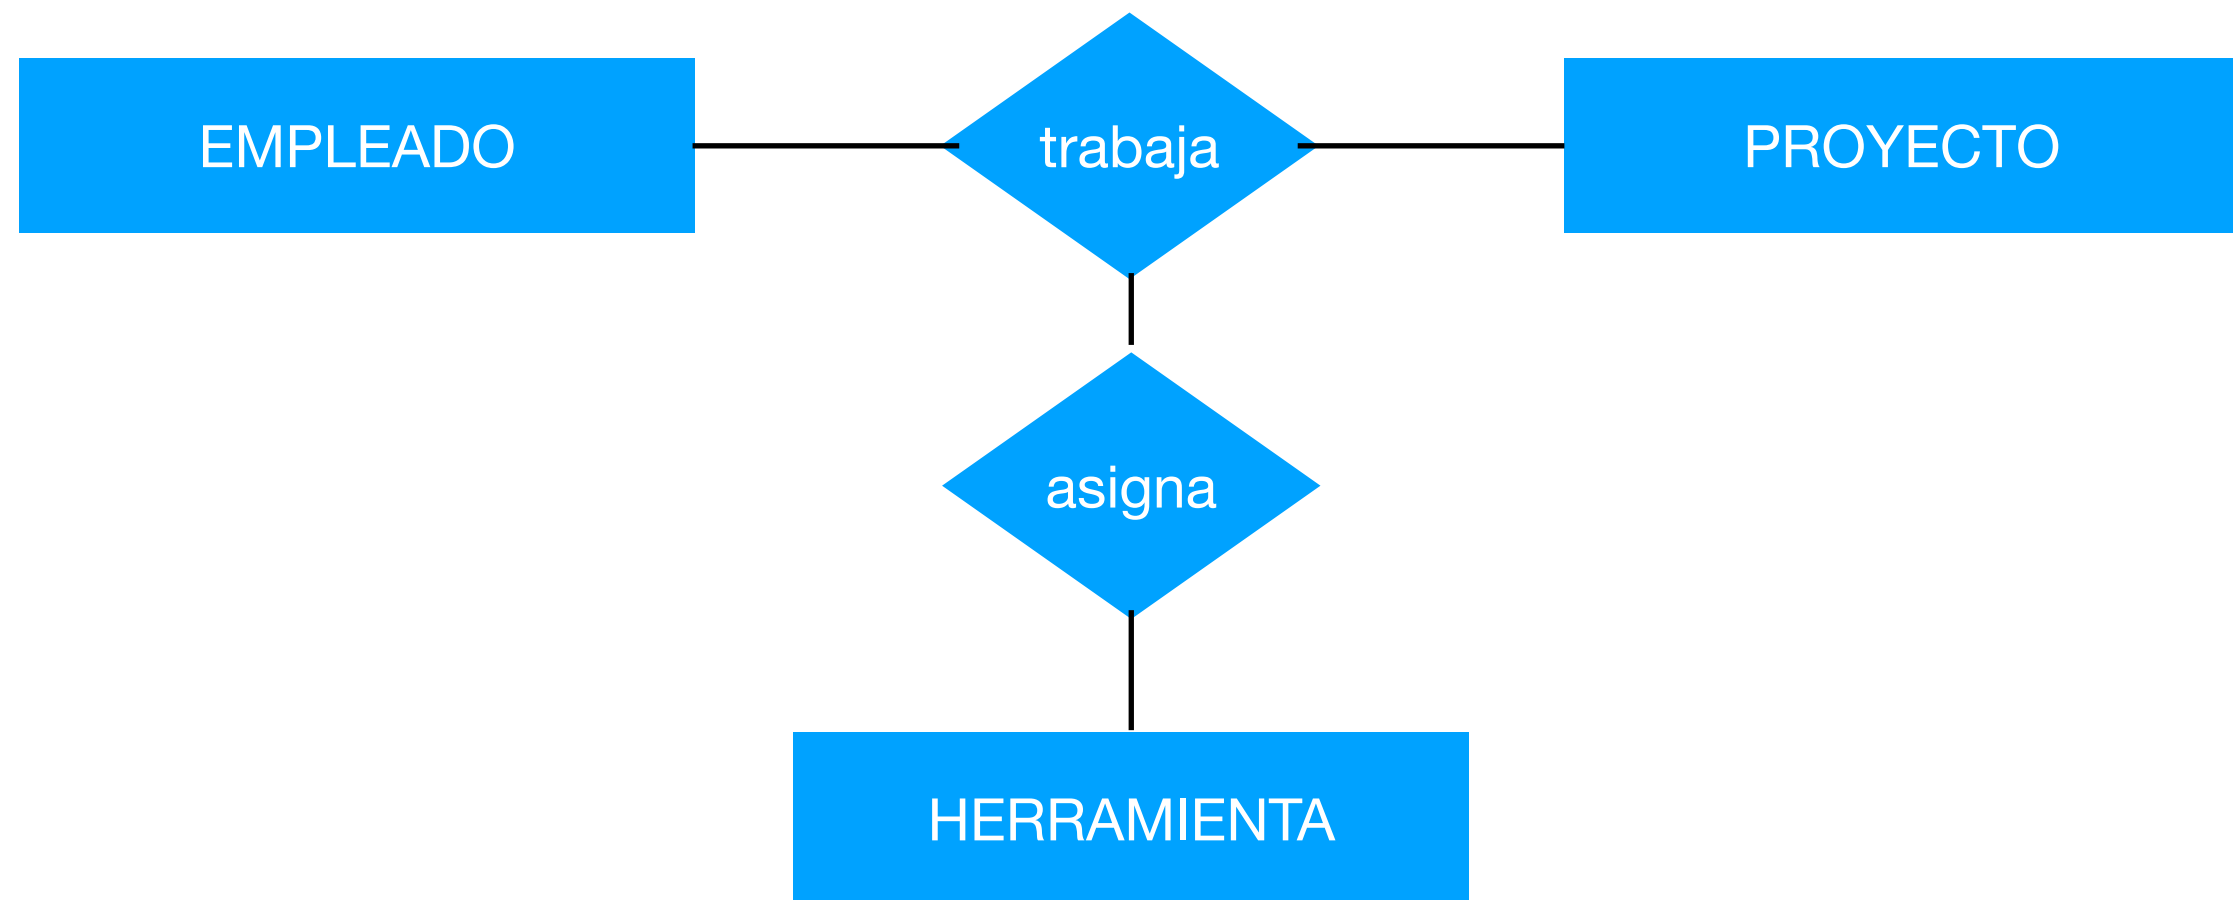 EMPLEADO
trabaja
PROYECTO
asigna
HERRAMIENTA